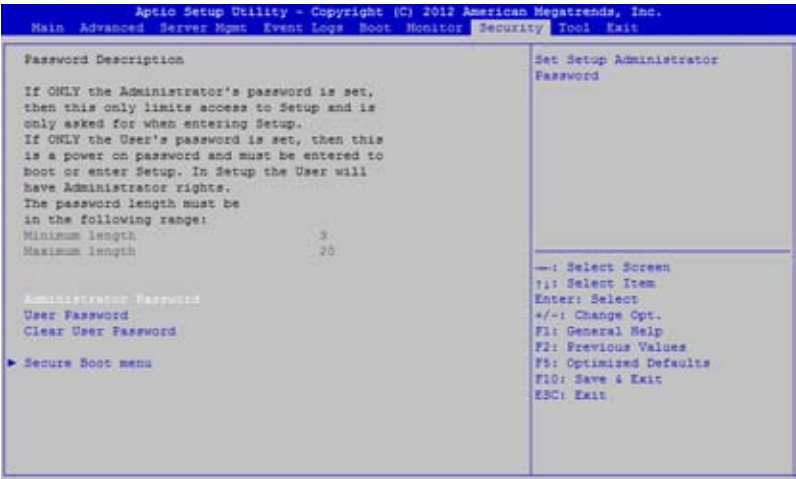 Aptio Setup Utility - Copyright (C) 2012 American Megatrends, Inc.
Main Advanced Server Mgmt Event Logs Boot Monitor Security Tool Exit
Password Description
If ONLY the Administrator's password is set,
then this only limits access to Setup and is
only asked for when entering Setup.
If ONLY the User's password is set, then this
is a power on password and must be entered to
boot or enter Setup. In Setup the User will
have Administrator rights.
The password length must be
in the following range:
Minimum length 3
Maximum length 20
Administrator Password
User Password
Clear User Password
Secure Boot menu
Set Setup Administrator
Password
→←: Select Screen
↑↓: Select Item
Enter: Select
+/-: Change Opt.
F1: General Help
F2: Previous Values
F5: Optimized Defaults
F10: Save & Exit
ESC: Exit